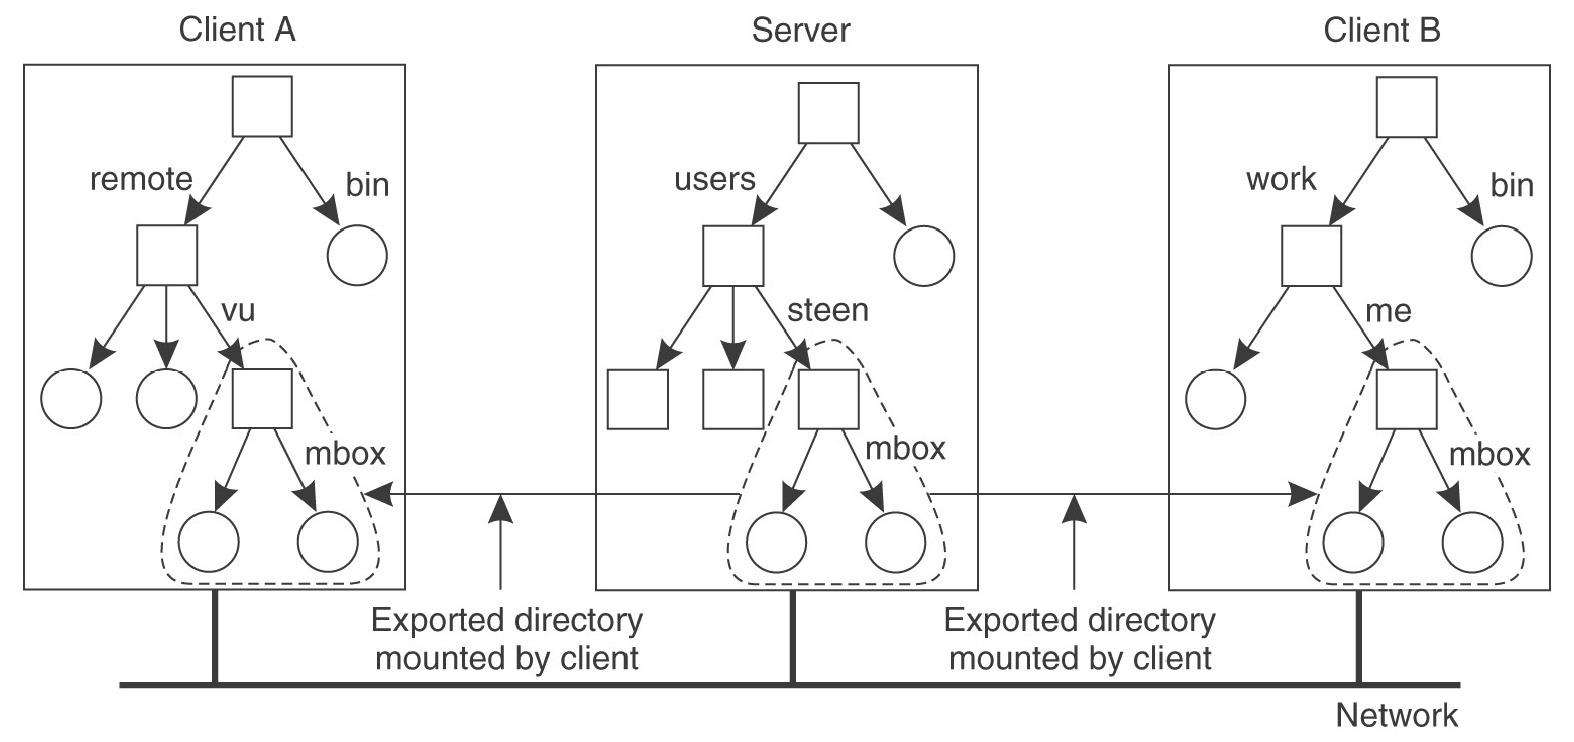 Client A
Server
Client B
remote
bin
users
work
bin
vu
steen
me
mbox
mbox
mbox
Exported directory
mounted by client
Exported directory
mounted by client
Network